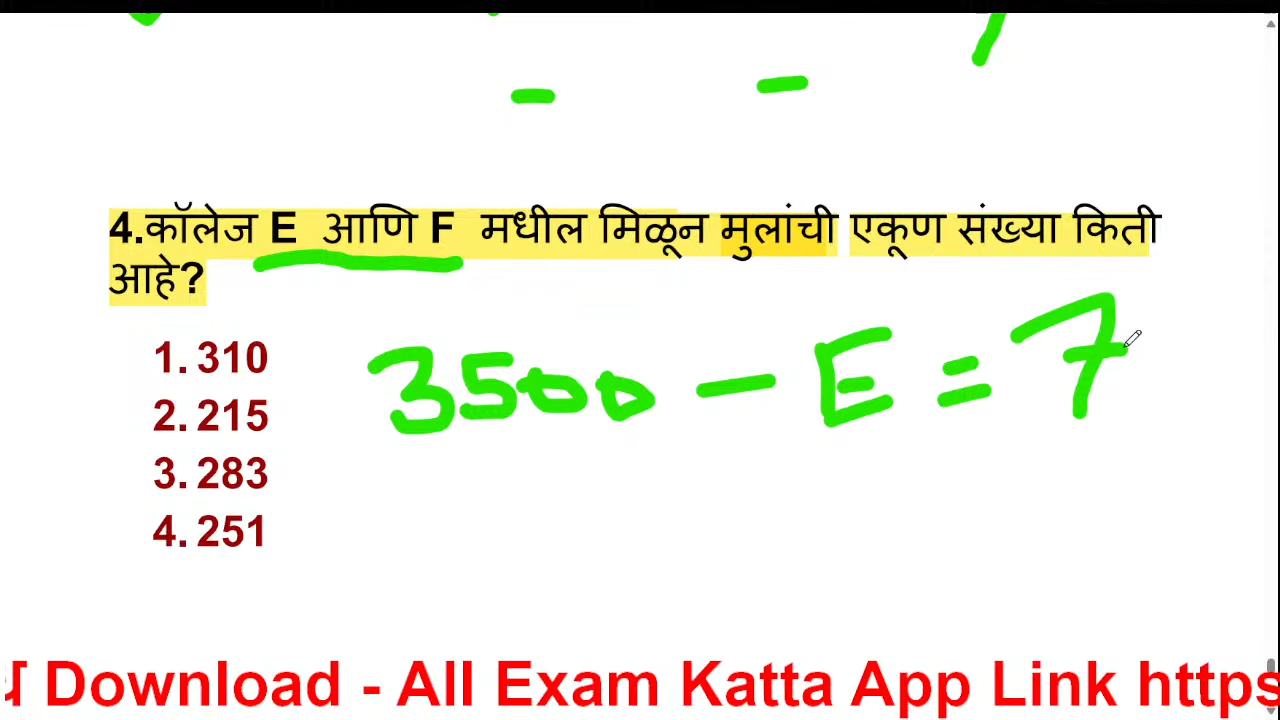 4.कॉलेज E आणि F मधील मिळून मुलांची एकूण संख्या किती
आहे?
1. 310
2. 215
3. 283
4. 251
3500 - E = 7
Download - All Exam Katta App Link https